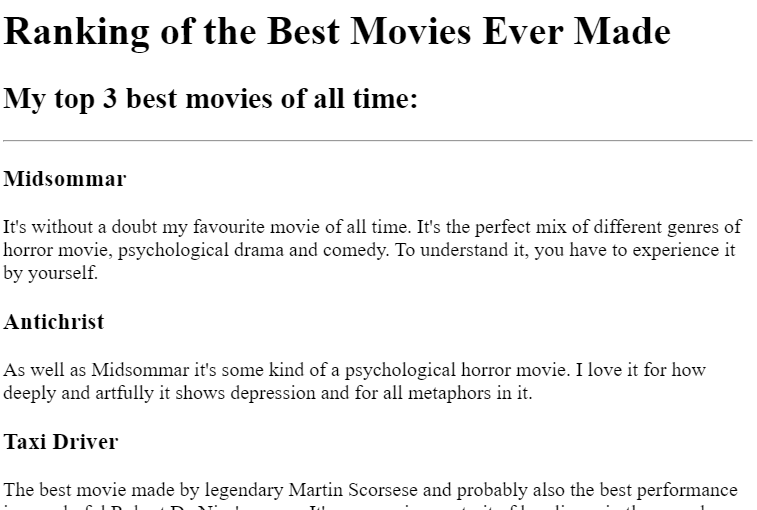 Ranking of the Best Movies Ever Made
My top 3 best movies of all time:
Midsommar
It's without a doubt my favourite movie of all time. It's the perfect mix of different genres of
horror movie, psychological drama and comedy. To understand it, you have to experience it
by yourself.
Antichrist
As well as Midsommar it's some kind of a psychological horror movie. I love it for how
deeply and artfully it shows depression and for all metaphors in it.
Taxi Driver
The best movie made by legendary Martin Scorsese and probably also the best performance